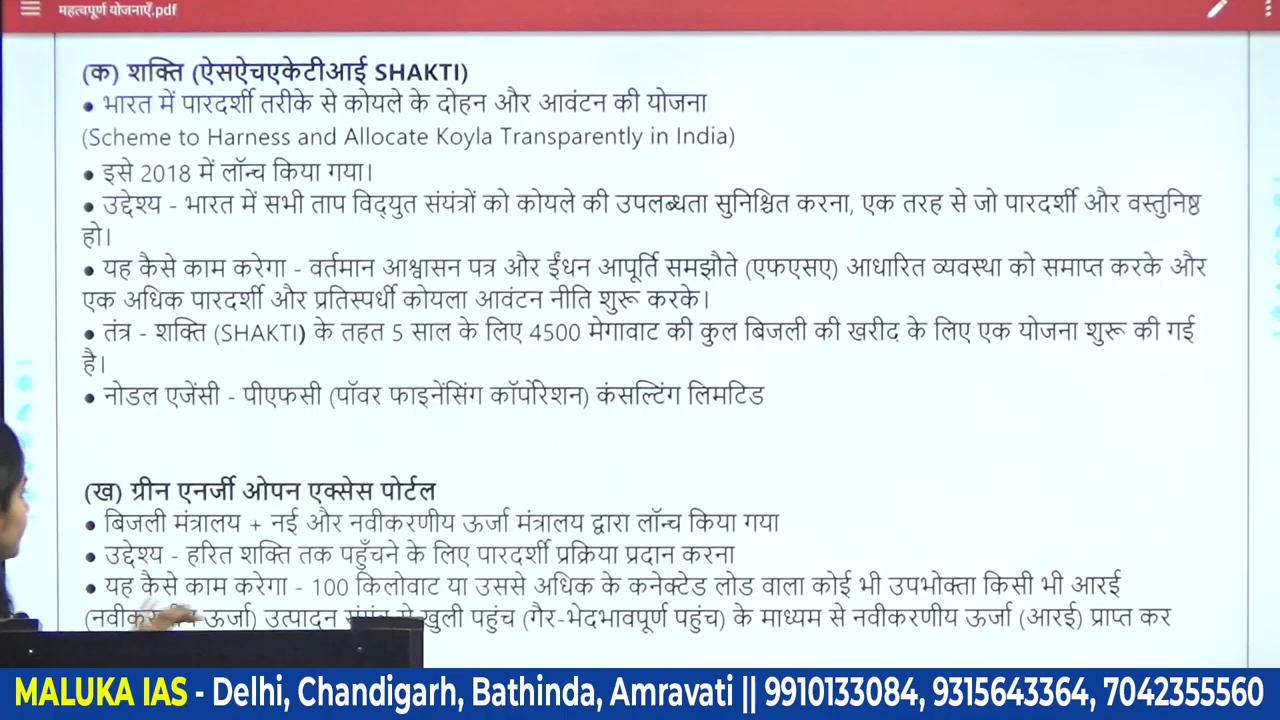 महत्वपूर्ण योजनाएँ.pdf
(क) शक्ति (ऐसऐचएकेटीआई SHAKTI)
• भारत में पारदर्शी तरीके से कोयले के दोहन और आवंटन की योजना
(Scheme to Harness and Allocate Koyla Transparently in India)
• इसे 2018 में लॉन्च किया गया।
• उद्देश्य - भारत में सभी ताप विद्युत संयंत्रों को कोयले की उपलब्धता सुनिश्चित करना, एक तरह से जो पारदर्शी और वस्तुनिष्ठ
हो।
• यह कैसे काम करेगा - वर्तमान आश्वासन पत्र और ईंधन आपूर्ति समझौते (एफएसए) आधारित व्यवस्था को समाप्त करके और
एक अधिक पारदर्शी और प्रतिस्पर्धी कोयला आवंटन नीति शुरू करके।
• तंत्र - शक्ति (SHAKTI) के तहत 5 साल के लिए 4500 मेगावाट की कुल बिजली की खरीद के लिए एक योजना शुरू की गई
है।
• नोडल एजेंसी - पीएफसी (पॉवर फाइनेंसिंग कॉर्पोरेशन) कंसल्टिंग लिमटिड
(ख) ग्रीन एनर्जी ओपन एक्सेस पोर्टल
• बिजली मंत्रालय + नई और नवीकरणीय ऊर्जा मंत्रालय द्वारा लॉन्च किया गया
• उद्देश्य - हरित शक्ति तक पहुँचने के लिए पारदर्शी प्रक्रिया प्रदान करना
• यह कैसे काम करेगा - 100 किलोवाट या उससे अधिक के कनेक्टेड लोड वाला कोई भी उपभोक्ता किसी भी आरई
ऊर्जा) उत्पादन से खुली पहुंच (गैर-भेदभावपूर्ण पहुंच) के माध्यम से नवीकरणीय ऊर्जा (आरई) प्राप्त कर
MALUKA IAS - Delhi, Chandigarh, Bathinda, Amravati || 9910133084, 9315643364, 7042355560